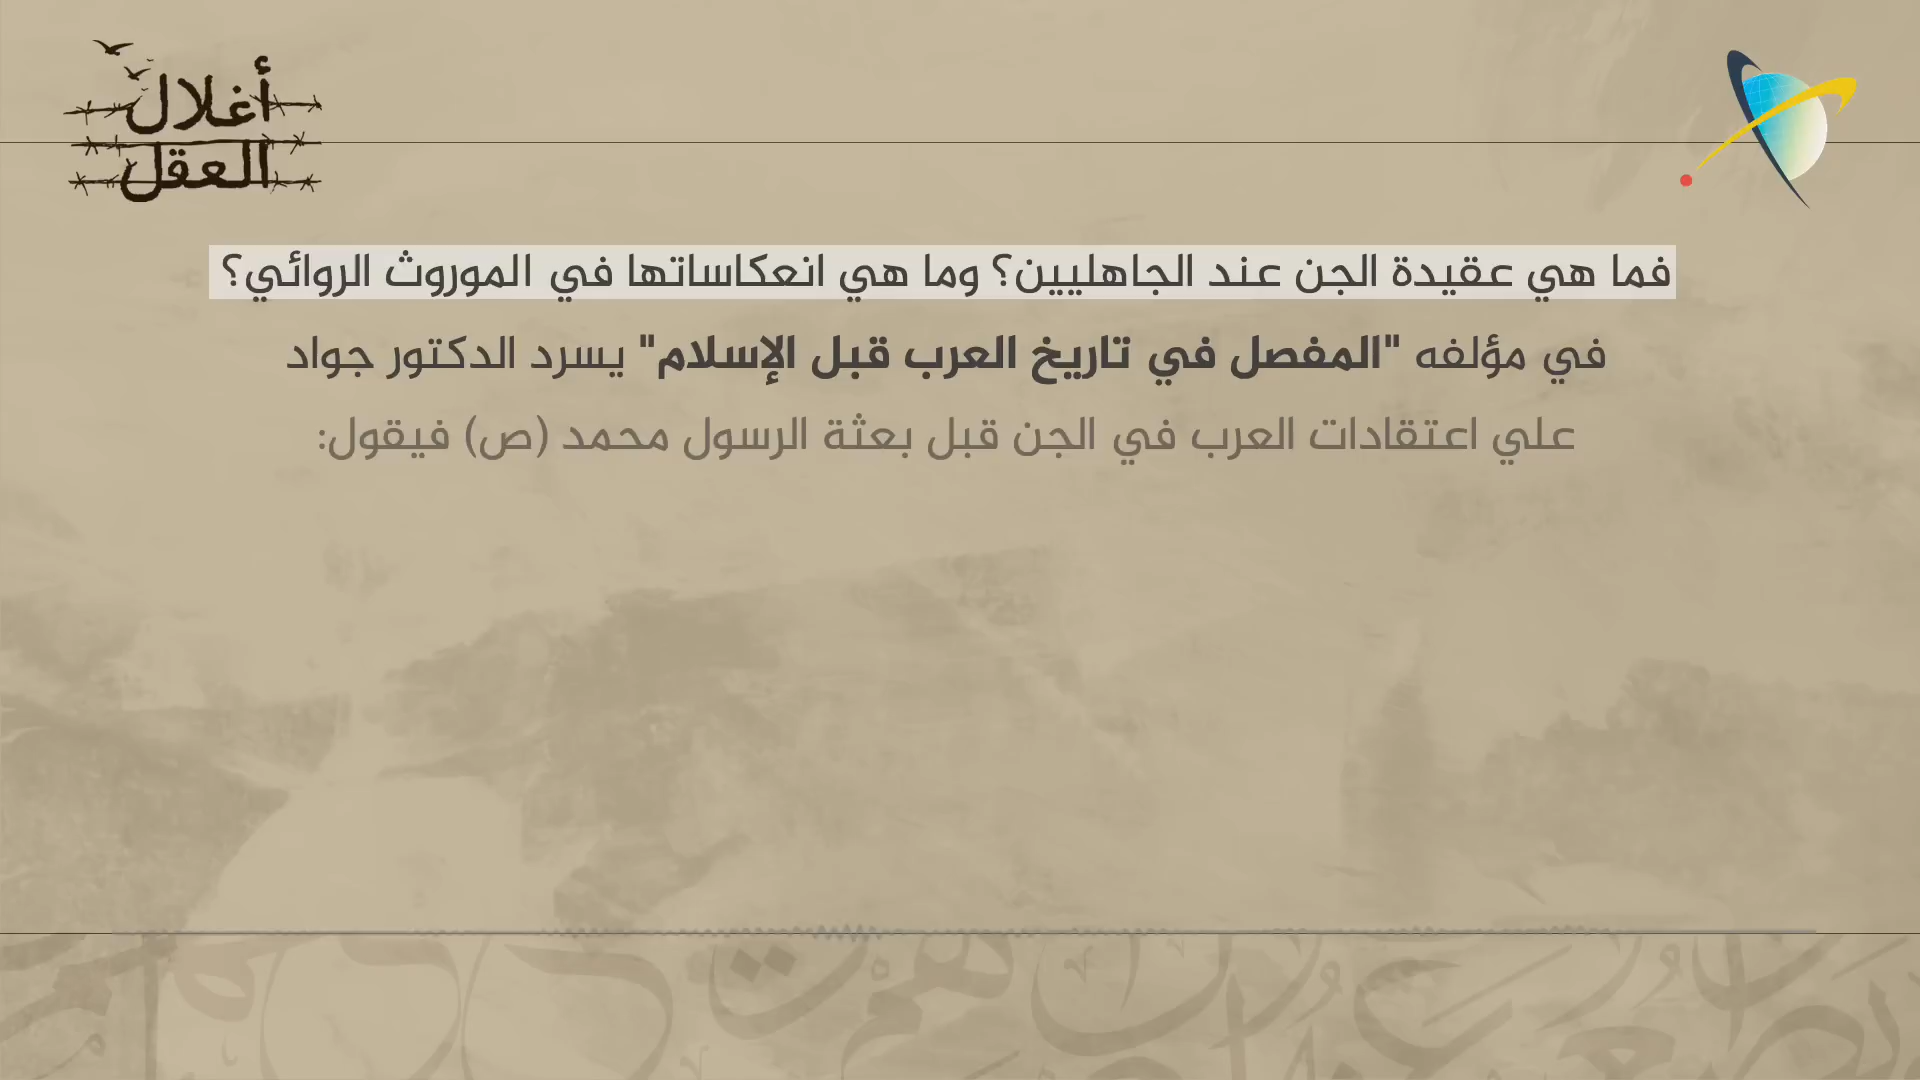 أغلال
العقل
فما هي عقيدة الجن عند الجاهليين؟ وما هي انعكاساتها في الموروث الروائي؟
في مؤلفه "المفصل في تاريخ العرب قبل الإسلام" يسرد الدكتور جواد
علي اعتقادات العرب في الجن قبل بعثة الرسول محمد (ص) فيقول: